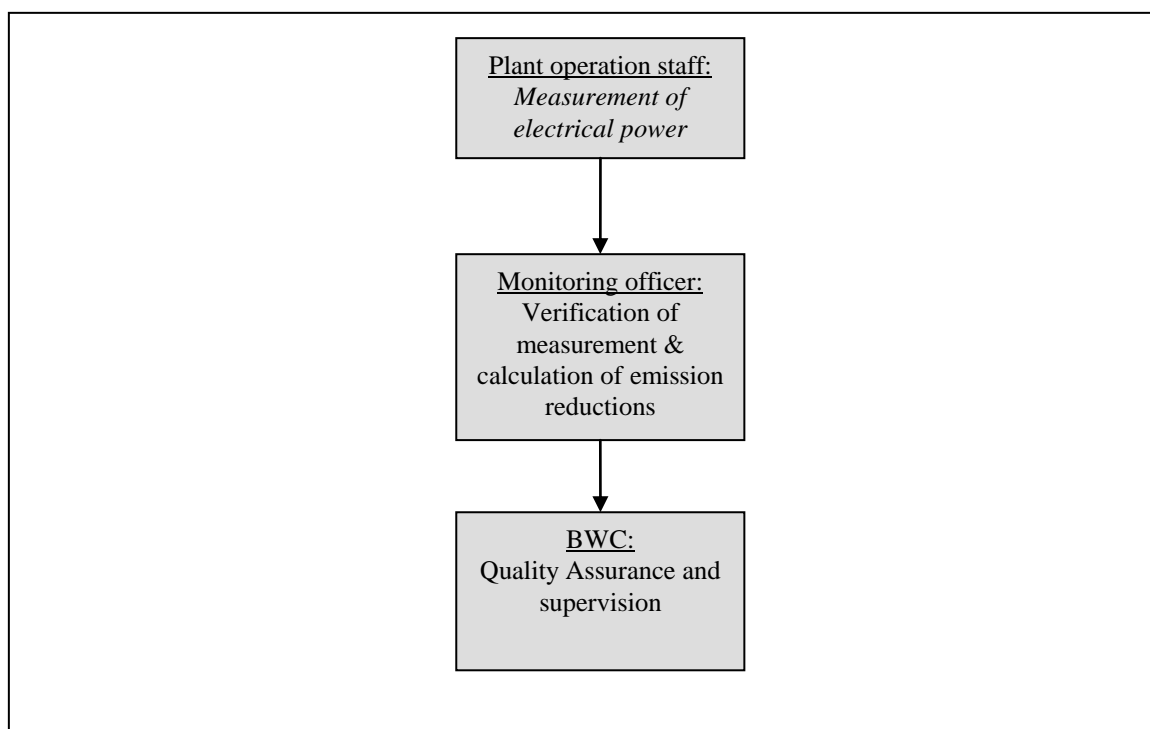 Plant operation staff:
Measurement of
electrical power
Monitoring officer:
Verification of
measurement &
calculation of emission
reductions
BWC:
Quality Assurance and
supervision